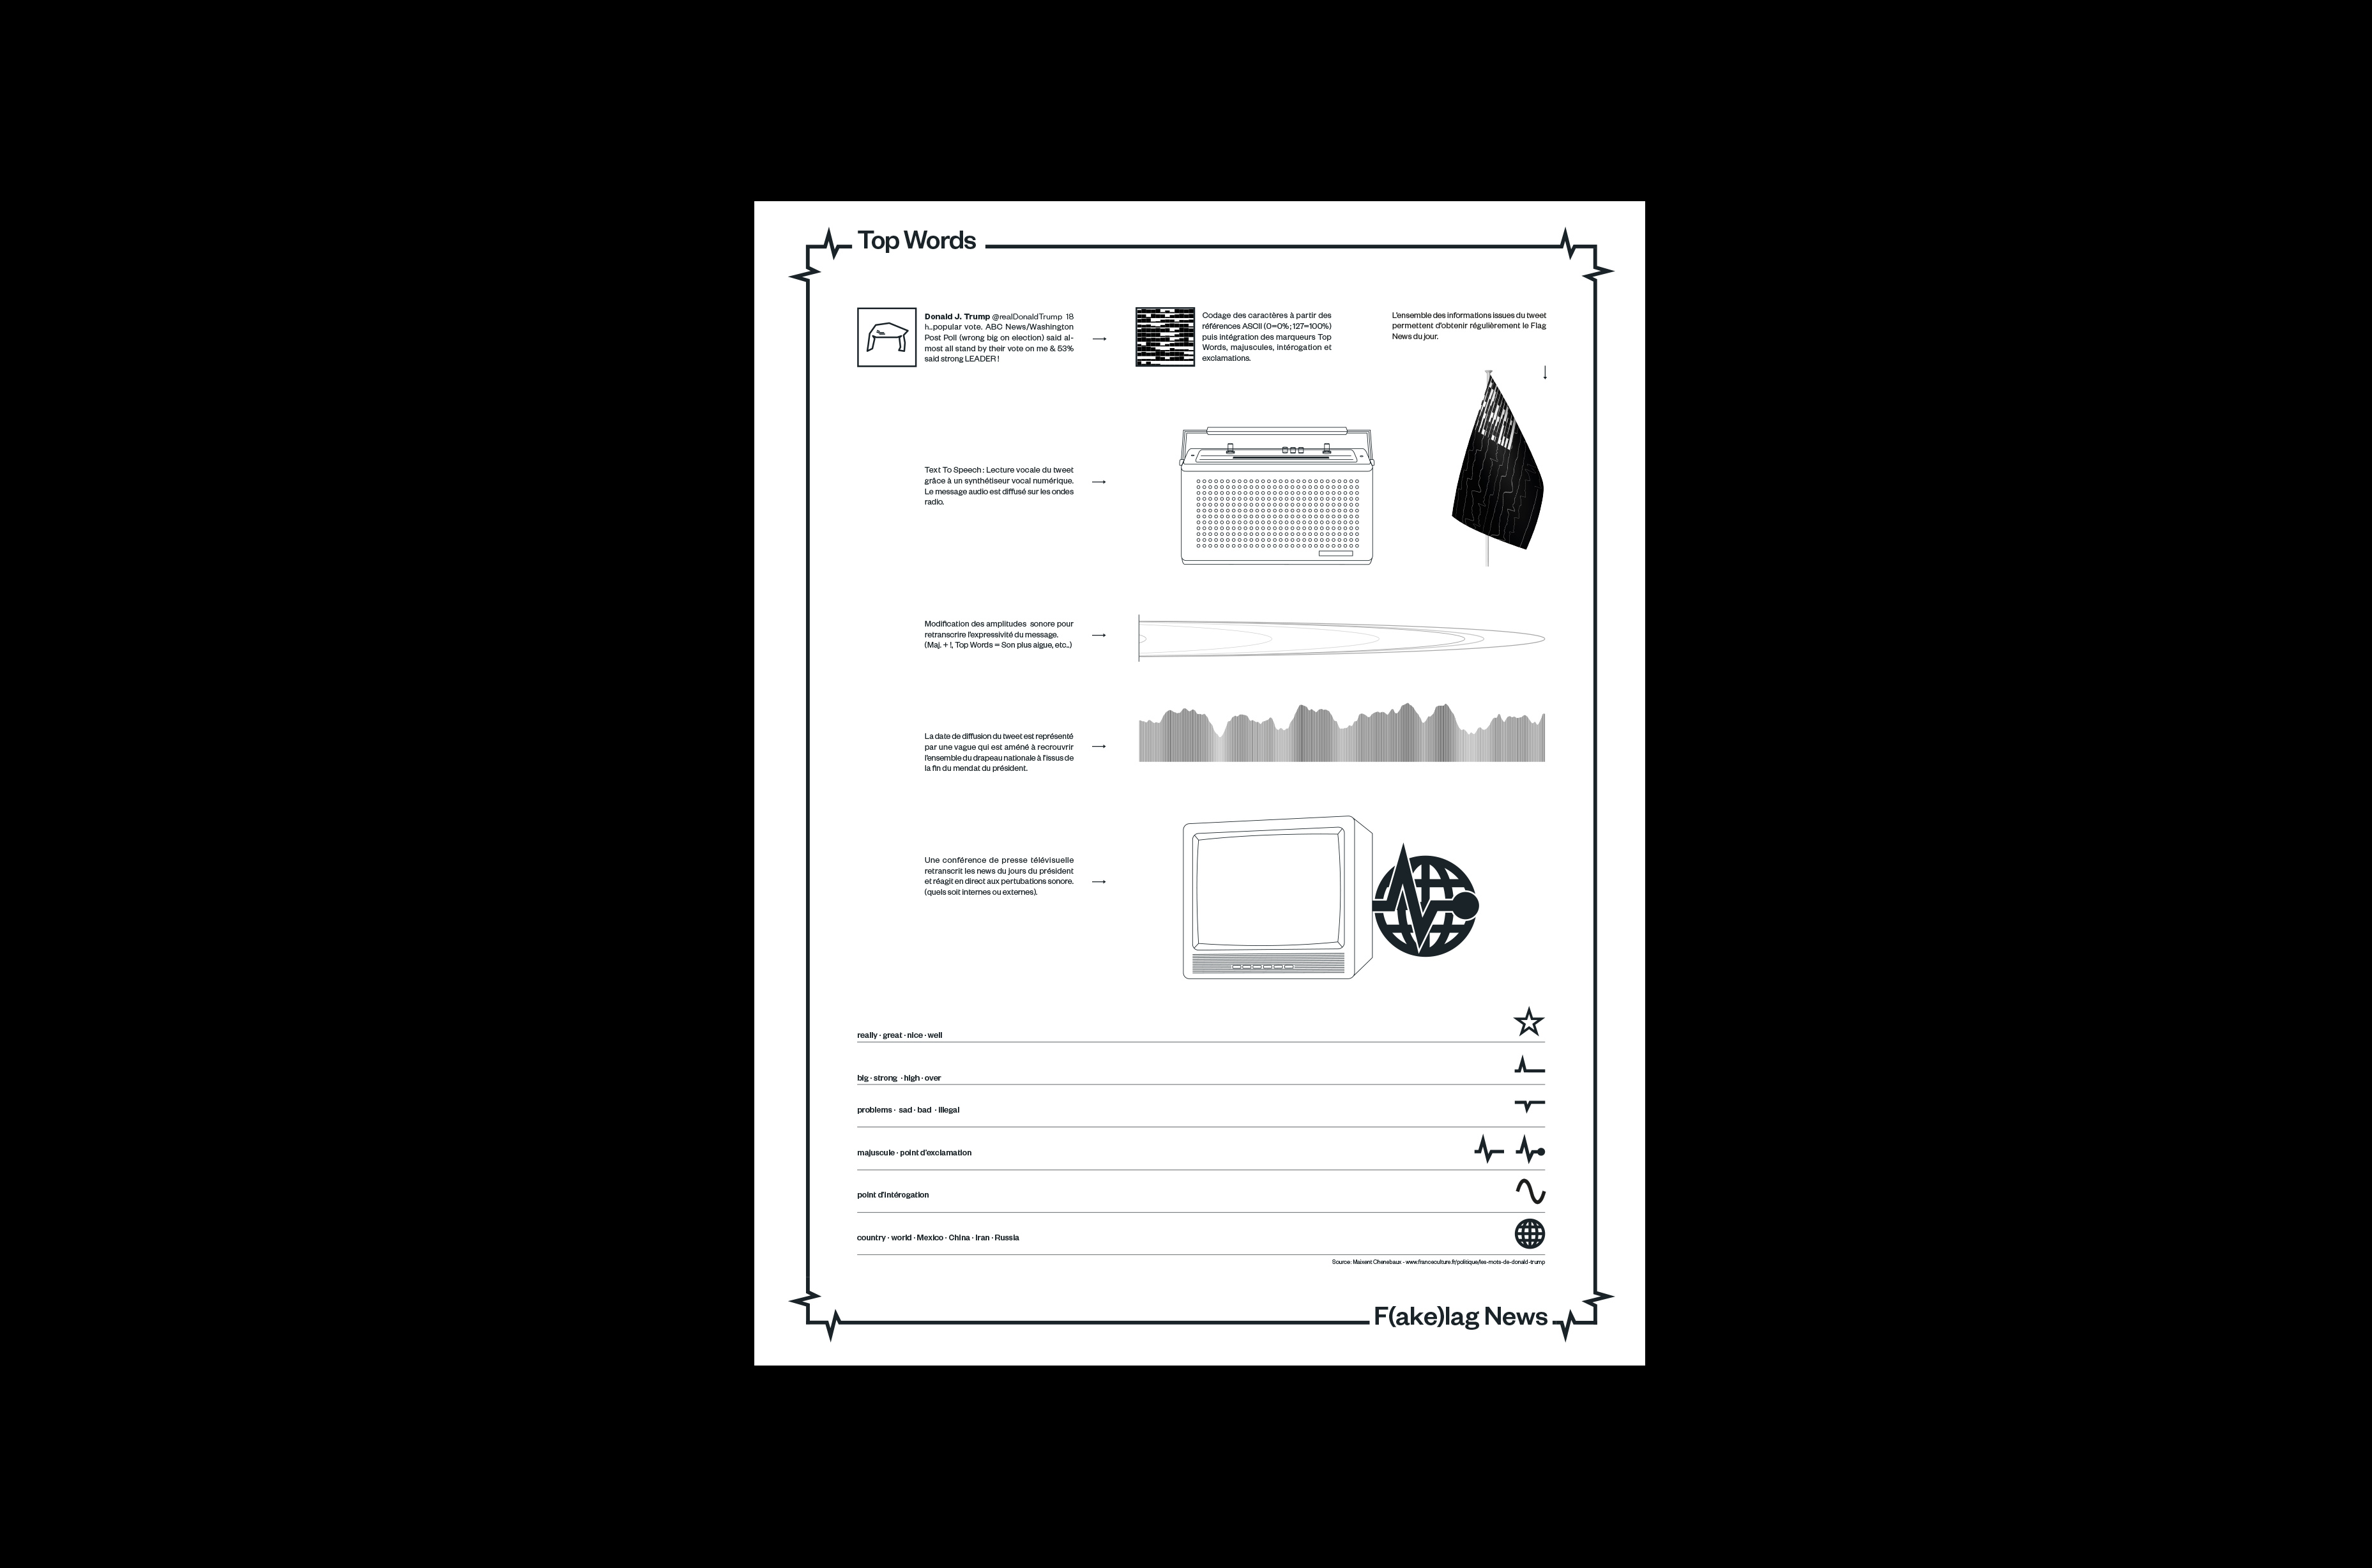 Top Words
Donald J. Trump @realDonaldTrump 18
h...popular vote. ABC News/Washington
Post Poll (wrong big on election) said al-
most all stand by their vote on me & 53%
said strong LEADER !
Codage des caractères à partir des
références ASCII (0=0% ; 127=100%)
puis intégration des marqueurs Top
Words, majuscules, intérogation et
exclamations.
L'ensemble des informations issues du tweet
permettent d'obtenir régulièrement le Flag
News du jour.
Text To Speech : Lecture vocale du tweet
grâce à un synthétiseur vocal numérique.
Le message audio est diffusé sur les ondes
radio.
Modification des amplitudes sonore pour
retranscrire l'expressivité du message.
(Maj. + !, Top Words = Son plus aigue, etc...)
La date de diffusion du tweet est représenté
par une vague qui est améné à recrouvrir
l'ensemble du drapeau nationale à l'issus de
la fin du mendat du président.
Une conférence de presse télévisuelle
retranscrit les news du jours du président
et réagit en direct aux pertubations sonore.
(quels soit internes ou externes).
really · great · nice · well
big · strong · high · over
problems · sad · bad · illegal
majuscule · point d'exclamation
point d'intérogation
country · world · Mexico · China · Iran · Russia
Source : Maixent Chenebaux - www.franceculture.fr/politique/les-mots-de-donald-trump
F(ake)lag News